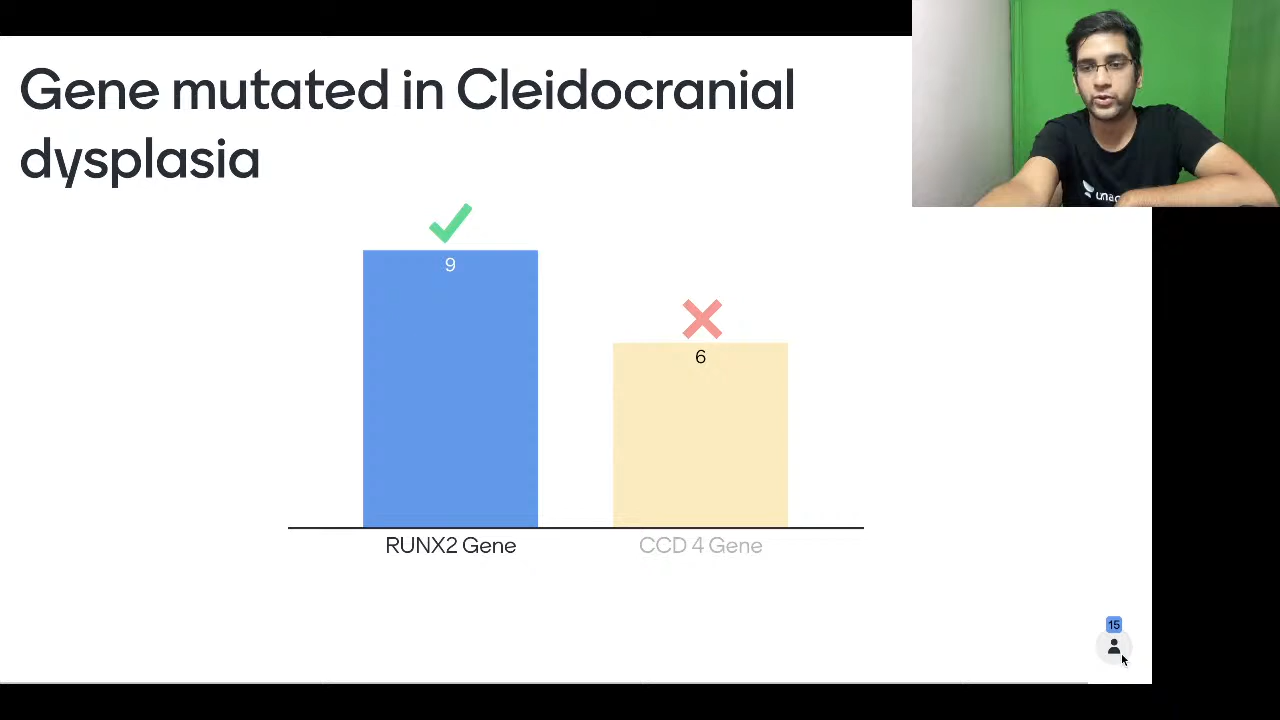 Gene mutated in Cleidocranial
dysplasia
9
6
RUNX2 Gene
CCD 4 Gene
15